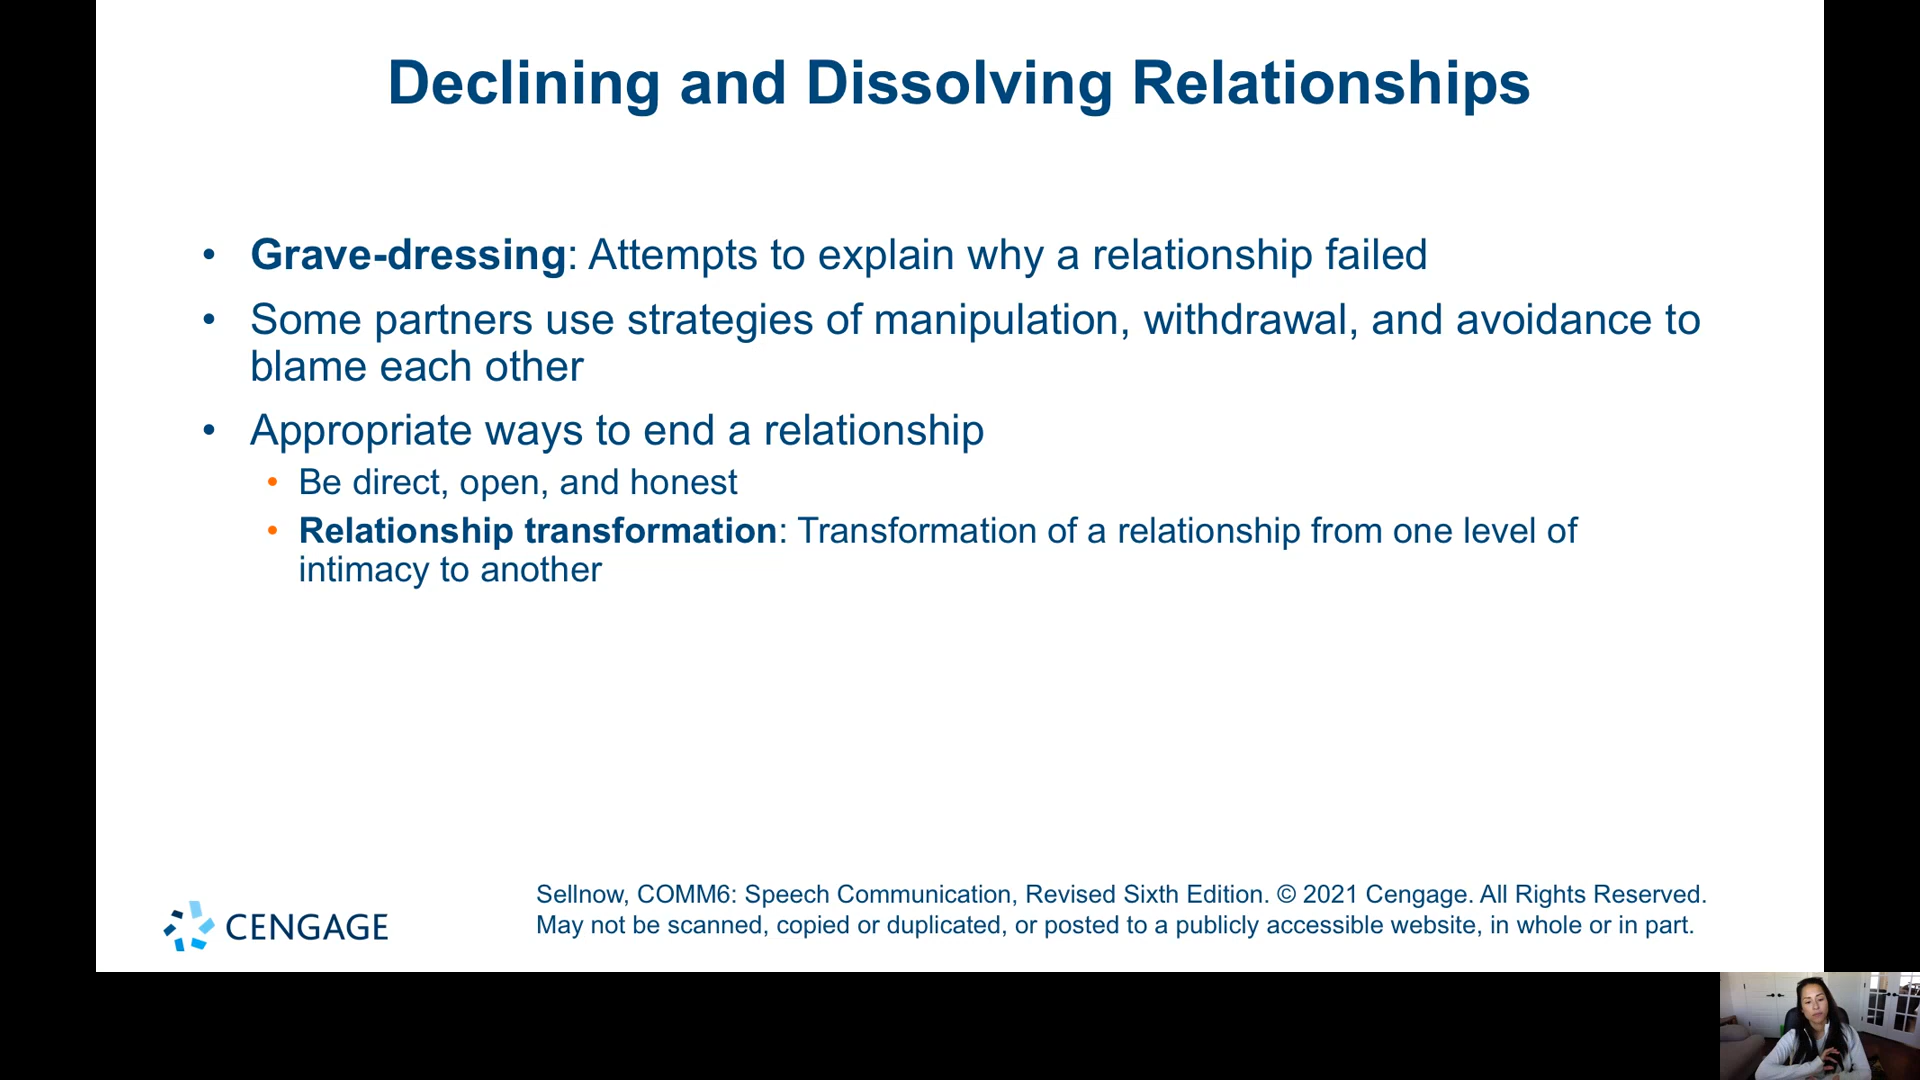 Declining and Dissolving Relationships
• Grave-dressing: Attempts to explain why a relationship failed
• Some partners use strategies of manipulation, withdrawal, and avoidance to
blame each other
• Appropriate ways to end a relationship
• Be direct, open, and honest
• Relationship transformation: Transformation of a relationship from one level of
intimacy to another
CENGAGE
Sellnow, COMM6: Speech Communication, Revised Sixth Edition. © 2021 Cengage. All Rights Reserved.
May not be scanned, copied or duplicated, or posted to a publicly accessible website, in whole or in part.